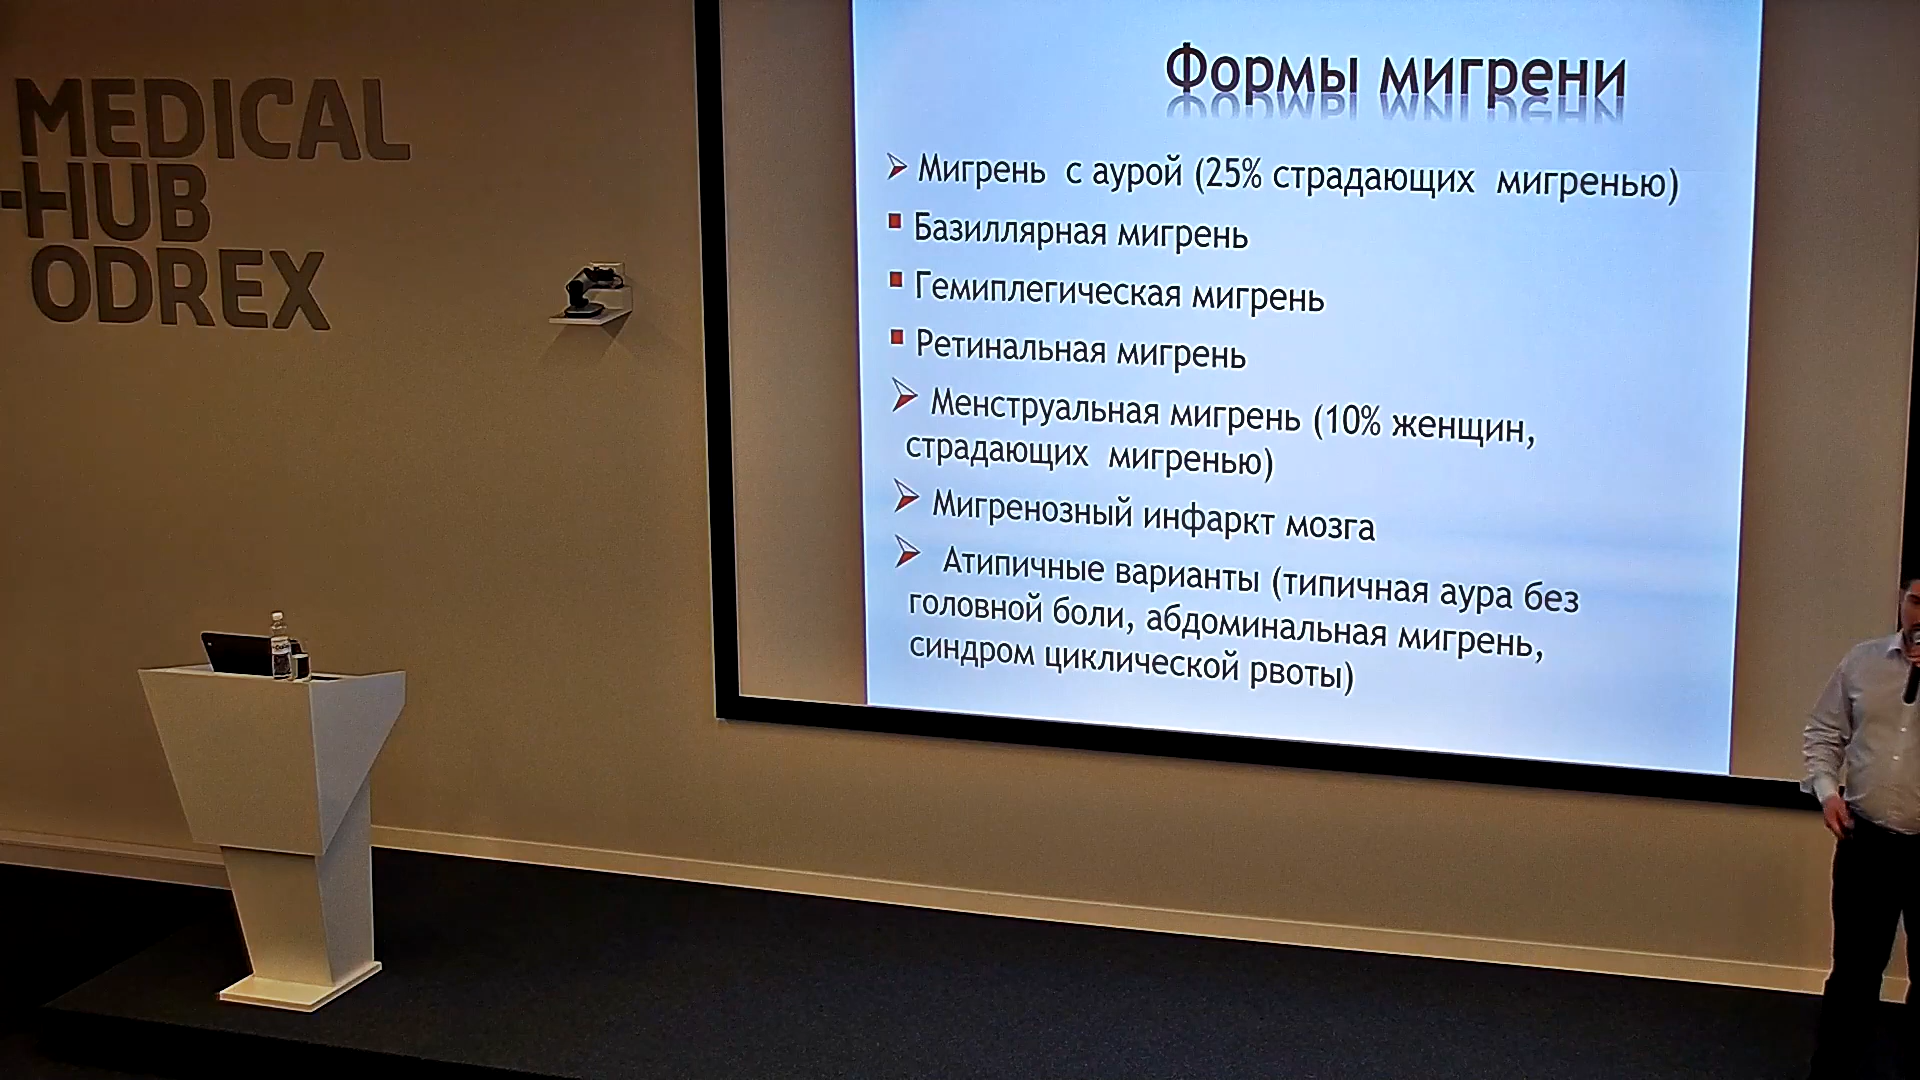 MEDICAL
HUB
ODREX
Формы мигрени
Мигрень с аурой (25% страдающих мигренью)
Базиллярная мигрень
Гемиплегическая мигрень
Ретинальная мигрень
Менструальная мигрень (10% женщин,
страдающих мигренью)
Мигренозный инфаркт мозга
Атипичные варианты (типичная аура без
головной боли, абдоминальная мигрень,
синдром циклической рвоты)